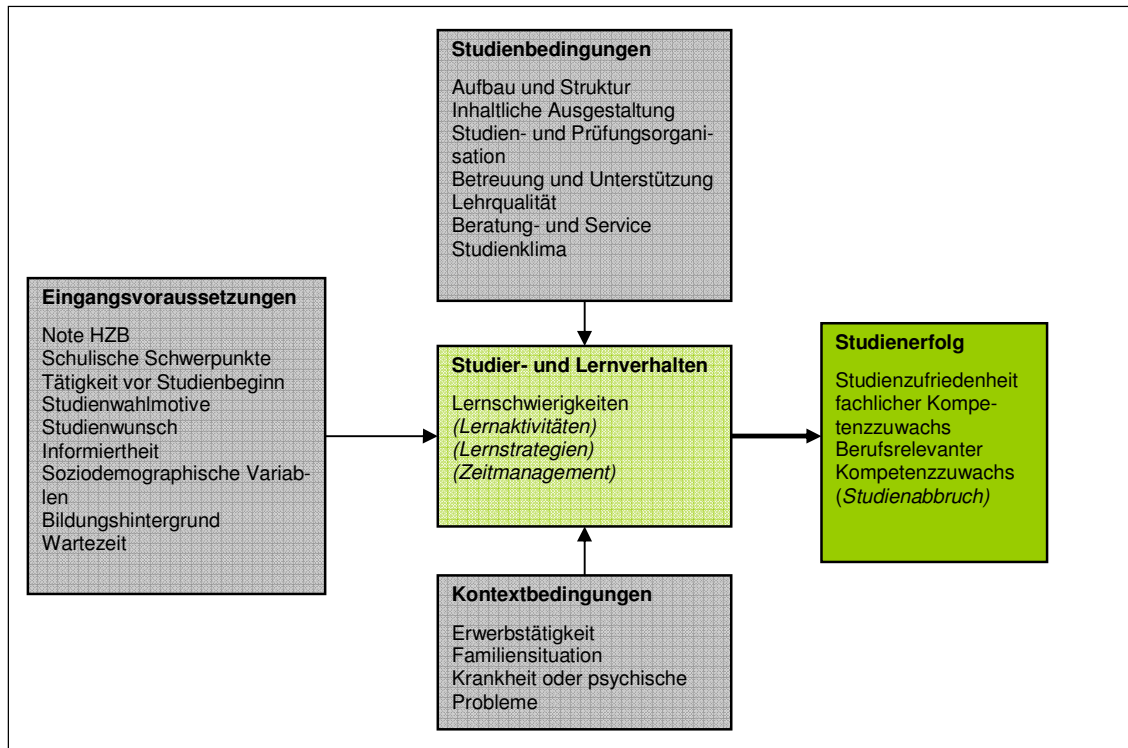 Studienbedingungen
Aufbau und Struktur
Inhaltliche Ausgestaltung
Studien- und Prüfungsorgani-
sation
Betreuung und Unterstützung
Lehrqualität
Beratung- und Service
Studienklima
Eingangsvoraussetzungen
Note HZB
Schulische Schwerpunkte
Tätigkeit vor Studienbeginn
Studienwahlmotive
Studienwunsch
Informiertheit
Soziodemographische Variab-
len
Bildungshintergrund
Wartezeit
Studier- und Lernverhalten
Lernschwierigkeiten
(Lernaktivitäten)
(Lernstrategien)
(Zeitmanagement)
Studienerfolg
Studienzufriedenheit
fachlicher Kompe-
tenzzuwachs
Berufsrelevanter
Kompetenzzuwachs
(Studienabbruch)
Kontextbedingungen
Erwerbstätigkeit
Familiensituation
Krankheit oder psychische
Probleme